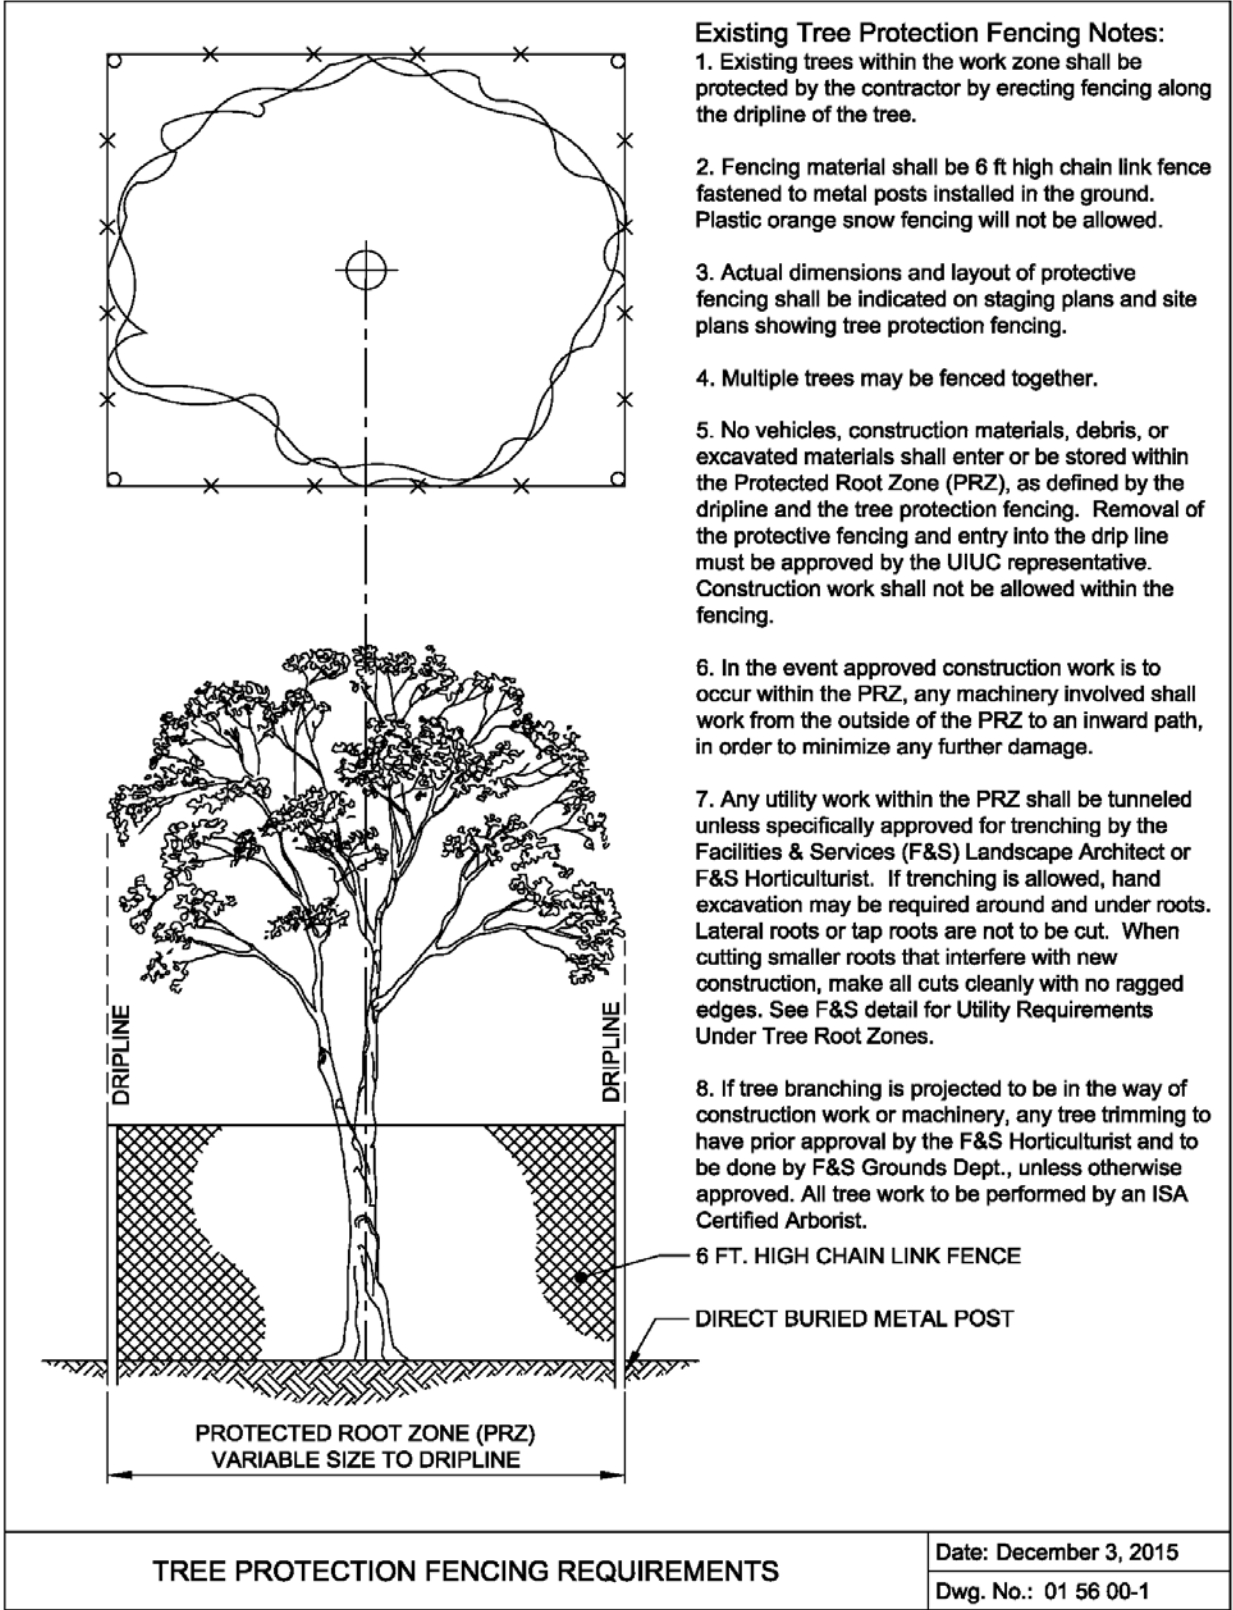 Existing Tree Protection Fencing Notes:
1. Existing trees within the work zone shall be
protected by the contractor by erecting fencing along
the dripline of the tree.
2. Fencing material shall be 6 ft high chain link fence
fastened to metal posts installed in the ground.
Plastic orange snow fencing will not be allowed.
3. Actual dimensions and layout of protective
fencing shall be indicated on staging plans and site
plans showing tree protection fencing.
4. Multiple trees may be fenced together.
5. No vehicles, construction materials, debris, or
excavated materials shall enter or be stored within
the Protected Root Zone (PRZ), as defined by the
dripline and the tree protection fencing. Removal of
the protective fencing and entry into the drip line
must be approved by the UIUC representative.
Construction work shall not be allowed within the
fencing.
6. In the event approved construction work is to
occur within the PRZ, any machinery involved shall
work from the outside of the PRZ to an inward path,
in order to minimize any further damage.
7. Any utility work within the PRZ shall be tunneled
unless specifically approved for trenching by the
Facilities & Services (F&S) Landscape Architect or
F&S Horticulturist. If trenching is allowed, hand
excavation may be required around and under roots.
Lateral roots or tap roots are not to be cut. When
cutting smaller roots that interfere with new
construction, make all cuts cleanly with no ragged
edges. See F&S detail for Utility Requirements
Under Tree Root Zones.
8. If tree branching is projected to be in the way of
construction work or machinery, any tree trimming to
have prior approval by the F&S Horticulturist and to
be done by F&S Grounds Dept., unless otherwise
approved. All tree work to be performed by an ISA
Certified Arborist.
DRIPLINE
DRIPLINE
6 FT. HIGH CHAIN LINK FENCE
DIRECT BURIED METAL POST
PROTECTED ROOT ZONE (PRZ)
VARIABLE SIZE TO DRIPLINE
TREE PROTECTION FENCING REQUIREMENTS
Date: December 3, 2015
Dwg. No.: 01 56 00-1